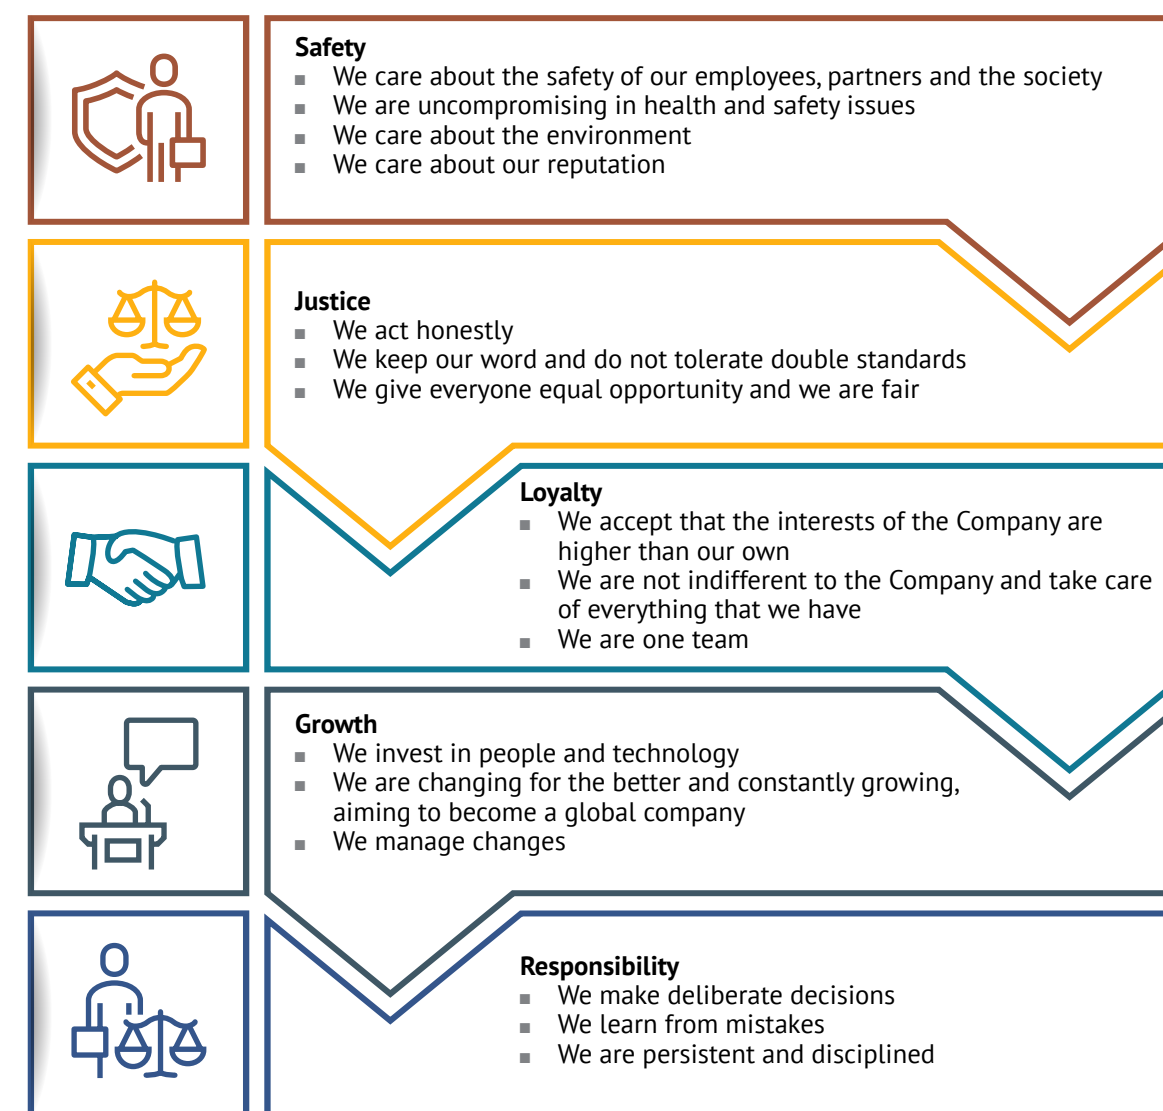 Safety
▪ We care about the safety of our employees, partners and the society
▪ We are uncompromising in health and safety issues
▪ We care about the environment
▪ We care about our reputation
Justice
▪ We act honestly
▪ We keep our word and do not tolerate double standards
▪ We give everyone equal opportunity and we are fair
Loyalty
▪ We accept that the interests of the Company are
higher than our own
▪ We are not indifferent to the Company and take care
of everything that we have
▪ We are one team
Growth
▪ We invest in people and technology
▪ We are changing for the better and constantly growing,
aiming to become a global company
▪ We manage changes
Responsibility
▪ We make deliberate decisions
▪ We learn from mistakes
▪ We are persistent and disciplined